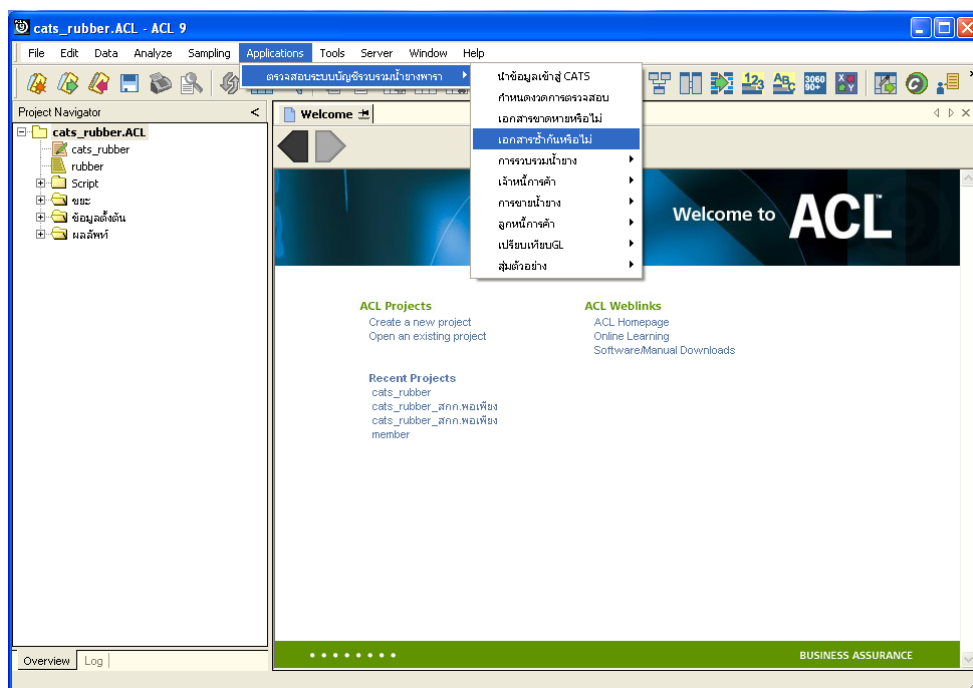 cats_rubber.ACL - ACL 9
File Edit Data Analyze Sampling Applications Tools Server Window Help
ตรวจสอบระบบบัญชีรวบรวมน้ำยางพารา
นำข้อมูลเข้าสู่ CATS
กำหนดงวดการตรวจสอบ
เอกสารขาดหายหรือไม่
เอกสารซ้ำกันหรือไม่
การรวบรวมน้ำยาง
เจ้าหนี้การค้า
การขายน้ำยาง
ลูกหนี้การค้า
เปรียบเทียบGL
สุ่มตัวอย่าง
Project Navigator <
cats_rubber.ACL
cats_rubber
rubber
Script
ขยะ
ข้อมูลตั้งต้น
ผลลัพท์
Welcome
Welcome to ACL
ACL Projects
Create a new project
Open an existing project
Recent Projects
cats_rubber
cats_rubber_สกก.พอเพียง
cats_rubber_สกก.พอเพียง
member
ACL Weblinks
ACL Homepage
Online Learning
Software/Manual Downloads
BUSINESS ASSURANCE
Overview Log